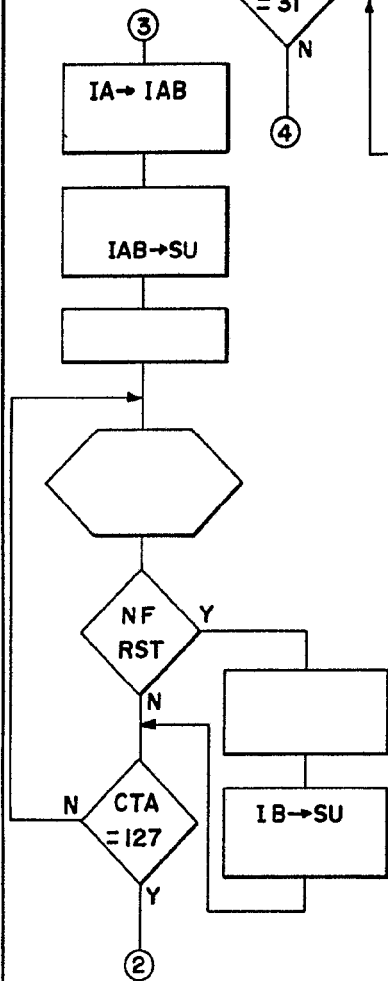 = 31
3
N
IA→ IAB
4
IAB→SU
NF
RST
Y
N
IB→SU
N
CTA
=127
Y
2